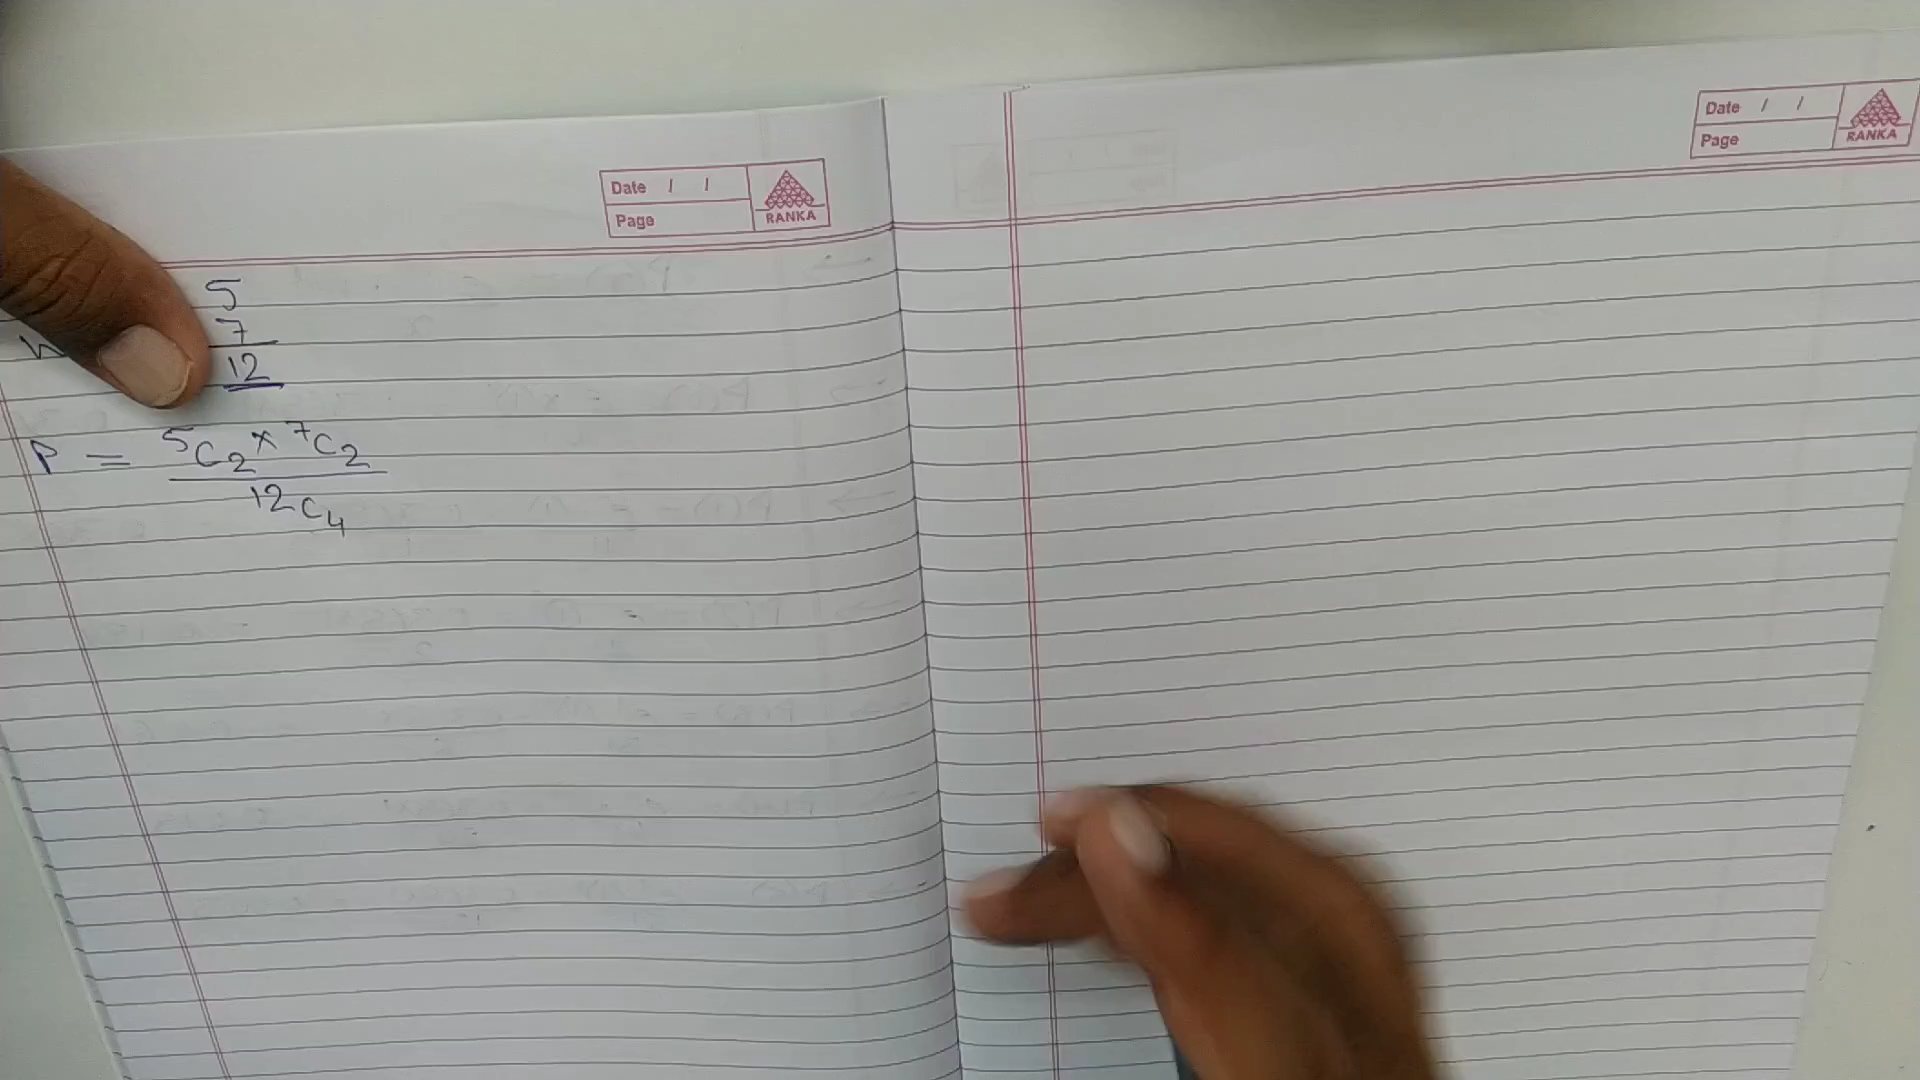 Date / /
Page
RANKA
Date / /
Page
RANKA
5
7
12
P = ⁵C₂ × ⁷C₂
¹²C₄